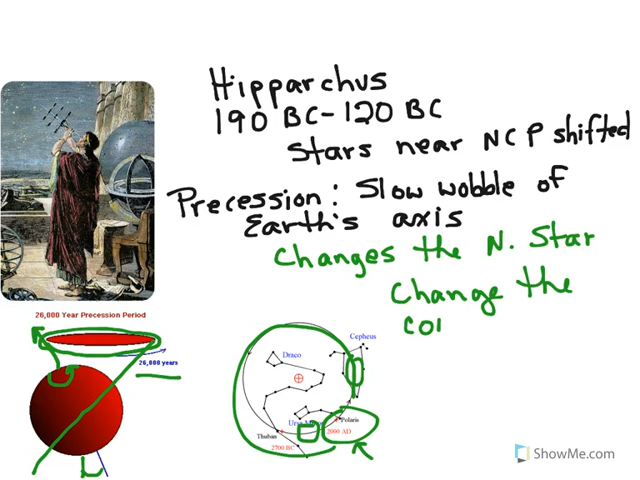 Hipparchus
190 BC-120 BC
Stars near NCP shifted
Precession: Slow wobble of
Earth's axis
Changes the N. Star
Change the
col
26,000 Year Precession Period
26,000 years
Cepheus
Draco
Polaris
Thuban
2000 AD
2700 BC
ShowMe.com